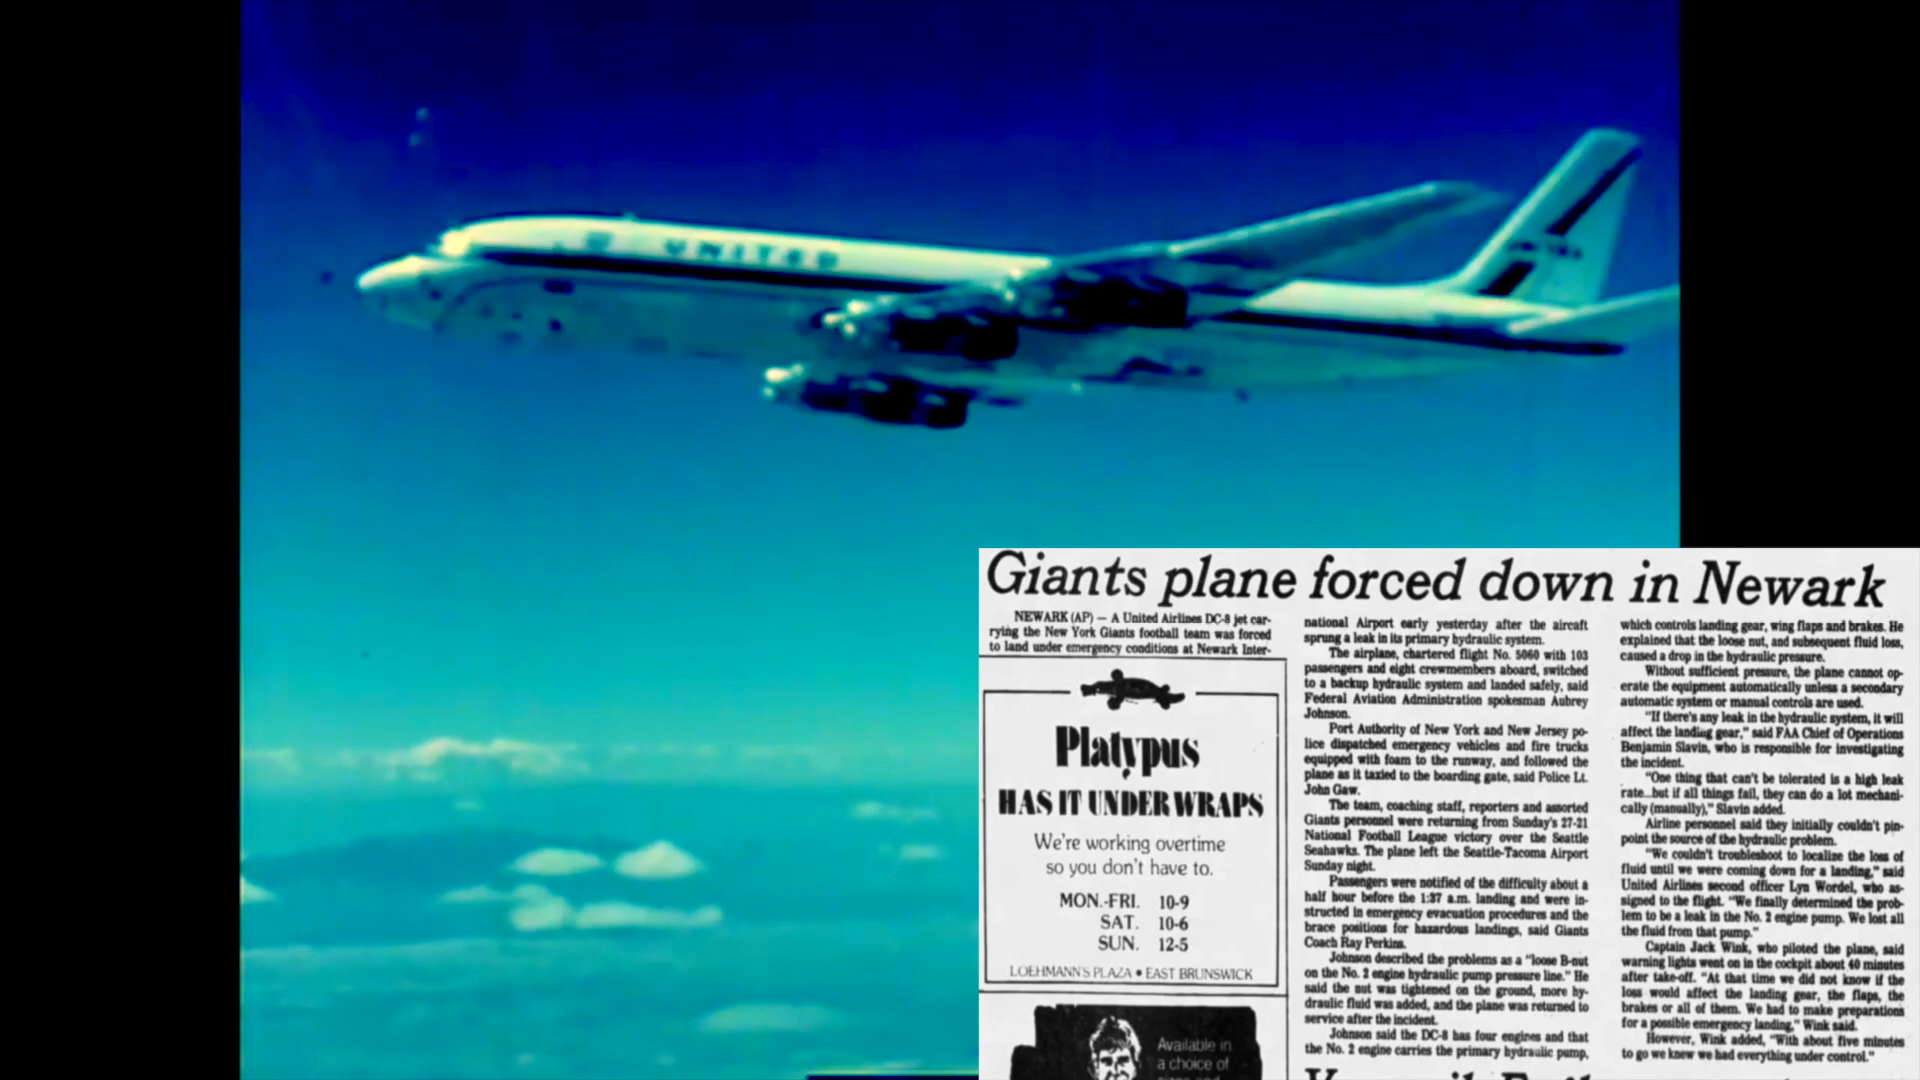 UNITED
Giants plane forced down in Newark
NEWARK (AP) — A United Airlines DC-8 jet car-
rying the New York Giants football team was forced
to land under emergency conditions at Newark Inter-
Platypus
HAS IT UNDER WRAPS
We're working overtime
so you don't have to.
MON.-FRI. 10-9
SAT. 10-6
SUN. 12-5
LOEHMANN'S PLAZA • EAST BRUNSWICK
Available in
a choice of
national Airport early yesterday after the aircaft
sprung a leak in its primary hydraulic system.
The airplane, chartered flight No. 5060 with 103
passengers and eight crewmembers aboard, switched
to a backup hydraulic system and landed safely, said
Federal Aviation Administration spokesman Aubrey
Johnson.
Port Authority of New York and New Jersey po-
lice dispatched emergency vehicles and fire trucks
equipped with foam to the runway, and followed the
plane as it taxied to the boarding gate, said Police Lt.
John Gaw.
The team, coaching staff, reporters and assorted
Giants personnel were returning from Sunday's 27-21
National Football League victory over the Seattle
Seahawks. The plane left the Seattle-Tacoma Airport
Sunday night.
Passengers were notified of the difficulty about a
half hour before the 1:37 a.m. landing and were in-
structed in emergency evacuation procedures and the
brace positions for hazardous landings, said Giants
Coach Ray Perkins.
Johnson described the problems as a "loose B-nut
on the No. 2 engine hydraulic pump pressure line." He
said the nut was tightened on the ground, more hy-
draulic fluid was added, and the plane was returned to
service after the incident.
Johnson said the DC-8 has four engines and that
the No. 2 engine carries the primary hydraulic pump,
which controls landing gear, wing flaps and brakes. He
explained that the loose nut, and subsequent fluid loss,
caused a drop in the hydraulic pressure.
Without sufficient pressure, the plane cannot op-
erate the equipment automatically unless a secondary
automatic system or manual controls are used.
"If there's any leak in the hydraulic system, it will
affect the landing gear," said FAA Chief of Operations
Benjamin Slavin, who is responsible for investigating
the incident.
"One thing that can't be tolerated is a high leak
rate...but if all things fail, they can do a lot mechani-
cally (manually)," Slavin added.
Airline personnel said they initially couldn't pin-
point the source of the hydraulic problem.
"We couldn't troubleshoot to localize the loss of
fluid until we were coming down for a landing," said
United Airlines second officer Lyn Wordel, who as-
signed to the flight. "We finally determined the prob-
lem to be a leak in the No. 2 engine pump. We lost all
the fluid from that pump."
Captain Jack Wink, who piloted the plane, said
warning lights went on in the cockpit about 40 minutes
after take-off. "At that time we did not know if the
loss would affect the landing gear, the flaps, the
brakes or all of them. We had to make preparations
for a possible emergency landing," Wink said.
However, Wink added, "With about five minutes
to go we knew we had everything under control."